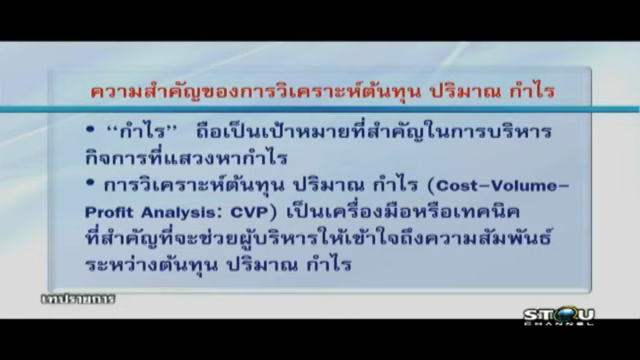 ความสำคัญของการวิเคราะห์ต้นทุน ปริมาณ กำไร
• “กำไร” ถือเป็นเป้าหมายที่สำคัญในการบริหาร
กิจการที่แสวงหากำไร
• การวิเคราะห์ต้นทุน ปริมาณ กำไร (Cost–Volume–
Profit Analysis: CVP) เป็นเครื่องมือหรือเทคนิค
ที่สำคัญที่จะช่วยผู้บริหารให้เข้าใจถึงความสัมพันธ์
ระหว่างต้นทุน ปริมาณ กำไร
เทปรายการ
STOU
CHANNEL